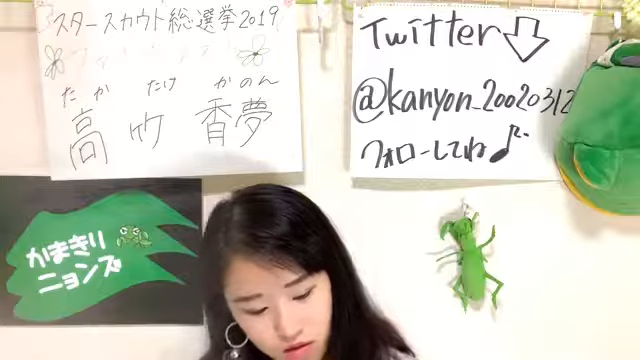 スタースカウト総選挙2019
たか たけ かのん
高竹 香夢
Twitter
@kanyon_20020312
フォローしてね♪
かまきり
ニョンズ